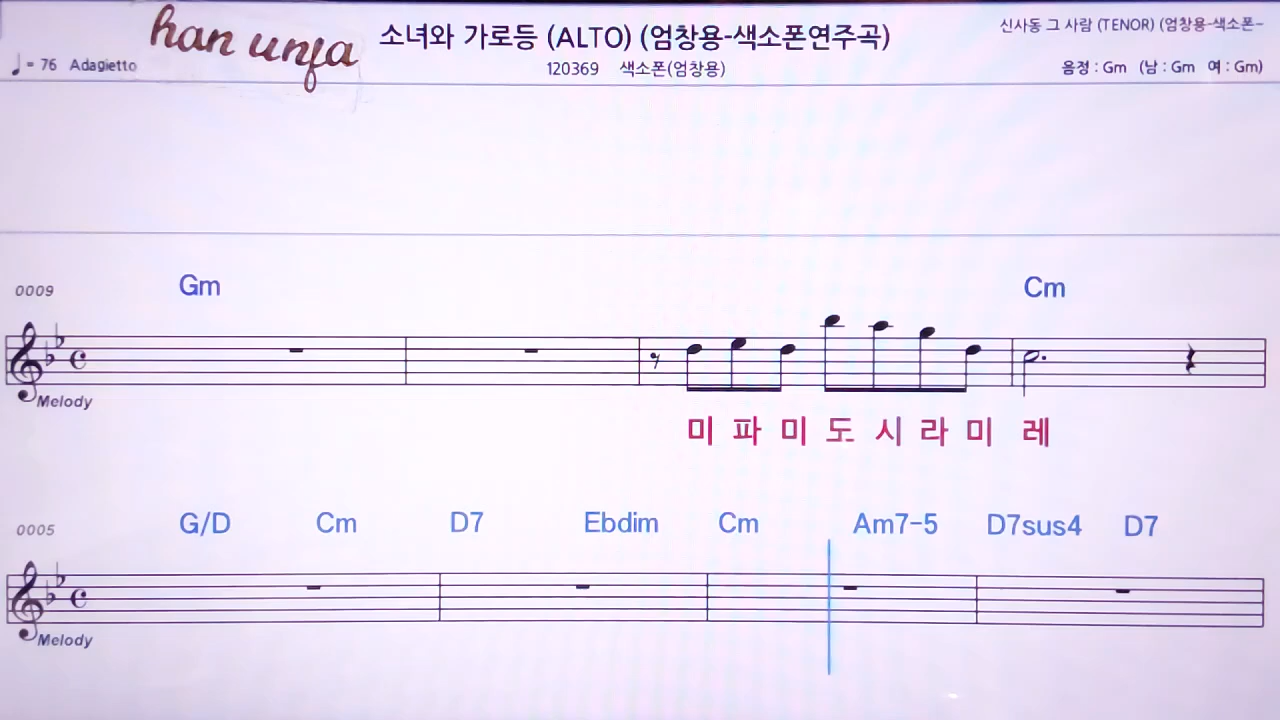 han unfa
소녀와 가로등 (ALTO) (엄창용-색소폰연주곡)
신사동 그 사람 (TENOR) (엄창용-색소폰-
♩= 76 Adagietto
120369 색소폰(엄창용)
음정 : Gm (남 : Gm 여 : Gm)
0009 Gm Cm
Melody
미 파 미 도 시 라 미 레
0005 G/D Cm D7 Ebdim Cm Am7-5 D7sus4 D7
Melody